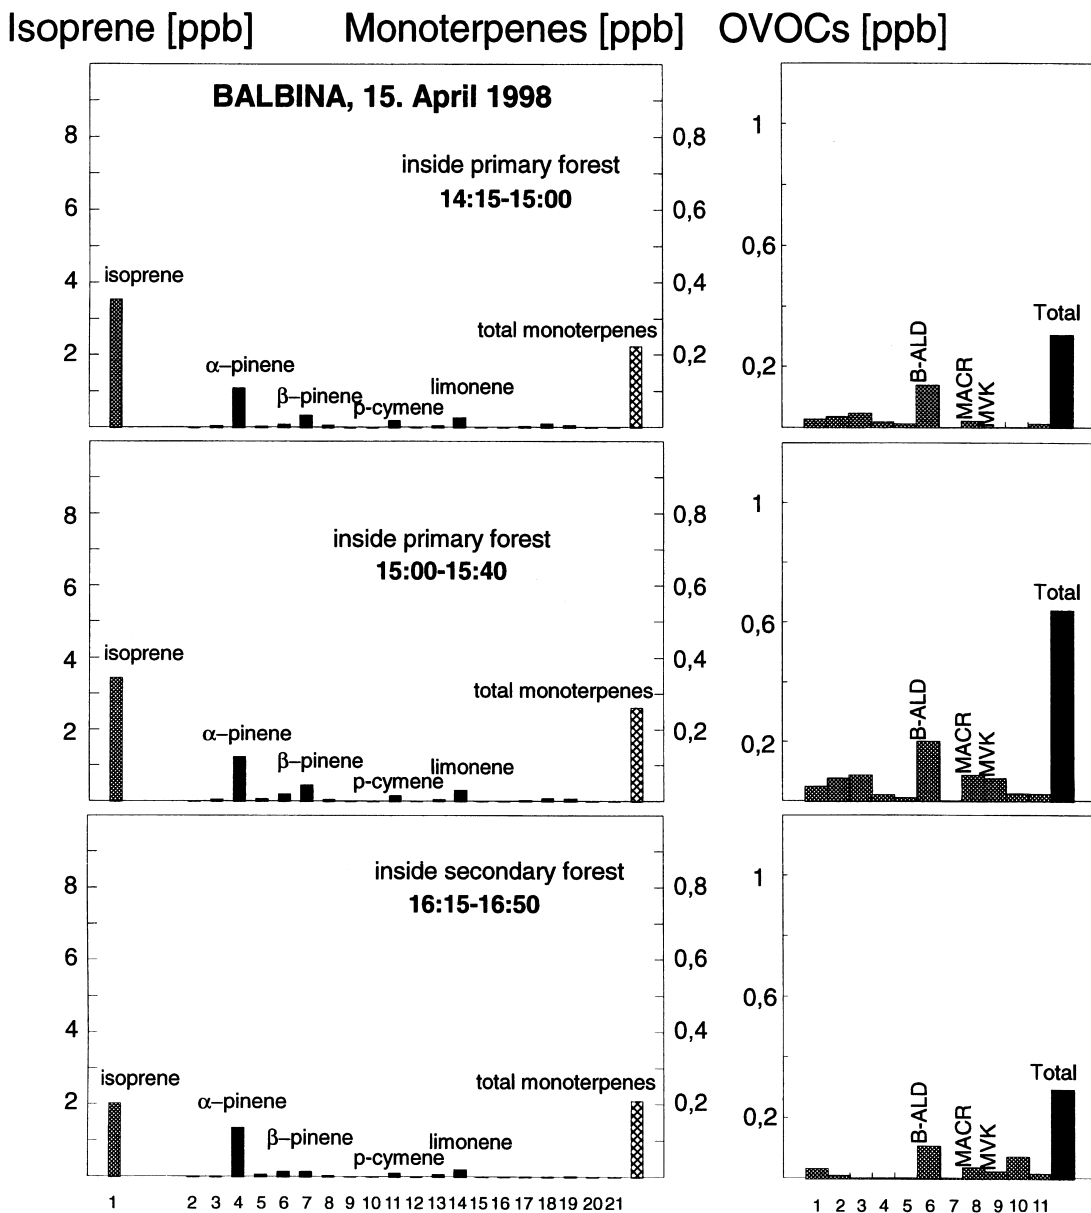 Isoprene [ppb] Monoterpenes [ppb] OVOCs [ppb]
BALBINA, 15. April 1998
inside primary forest
14:15-15:00
8
6
4
2
isoprene
α–pinene
β–pinene
p-cymene
limonene
total monoterpenes
0,8
0,6
0,4
0,2
1
0,6
0,2
B-ALD
MACR
MVK
Total
inside primary forest
15:00-15:40
8
6
4
2
isoprene
α–pinene
β–pinene
p-cymene
limonene
total monoterpenes
0,8
0,6
0,4
0,2
1
0,6
0,2
B-ALD
MACR
MVK
Total
inside secondary forest
16:15-16:50
8
6
4
2
isoprene
α–pinene
β–pinene
p-cymene
limonene
total monoterpenes
0,8
0,6
0,4
0,2
1
0,6
0,2
B-ALD
MACR
MVK
Total
1 2 3 4 5 6 7 8 9 10 11 12 13 14 15 16 17 18 19 20 21
1 2 3 4 5 6 7 8 9 10 11